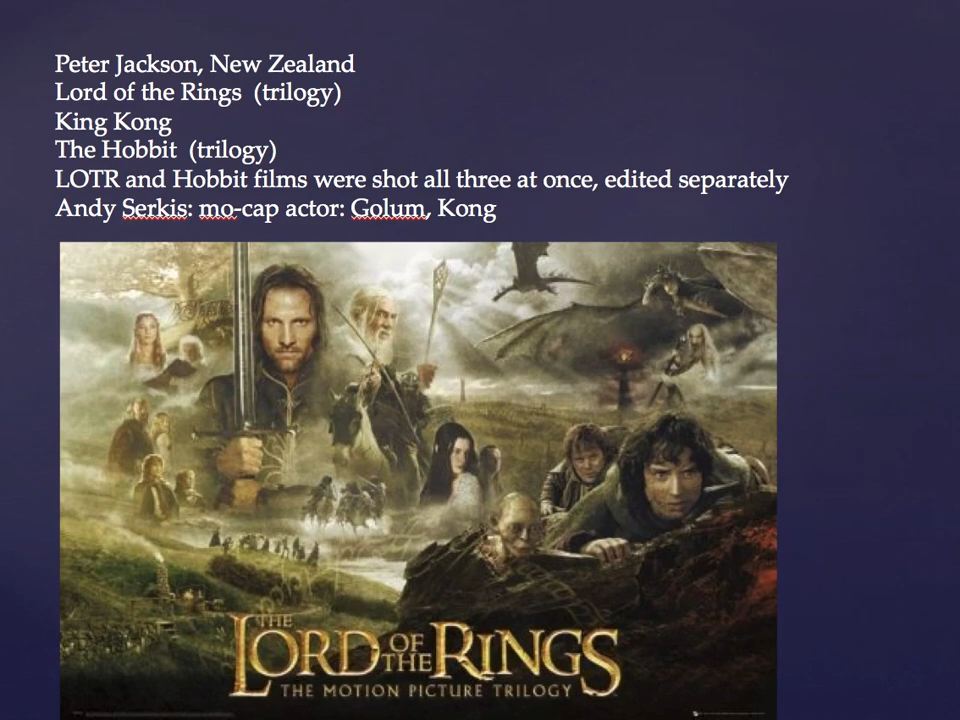 Peter Jackson, New Zealand
Lord of the Rings (trilogy)
King Kong
The Hobbit (trilogy)
LOTR and Hobbit films were shot all three at once, edited separately
Andy Serkis: mo-cap actor: Golum, Kong
THE
LORD OF THE RINGS
THE MOTION PICTURE TRILOGY